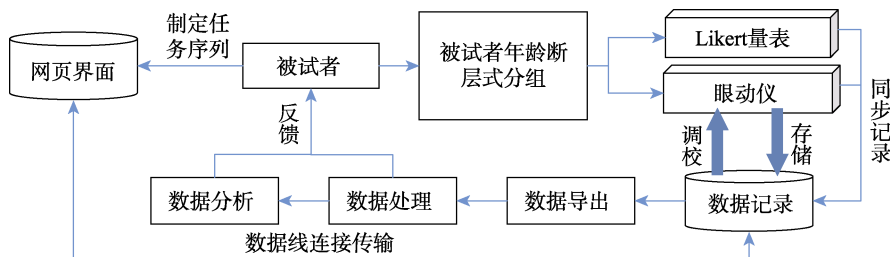 制定任
务序列
网页界面
被试者
被试者年龄断
层式分组
Likert量表
眼动仪
同步记录
反馈
调校
存储
数据分析
数据处理
数据导出
数据记录
数据线连接传输